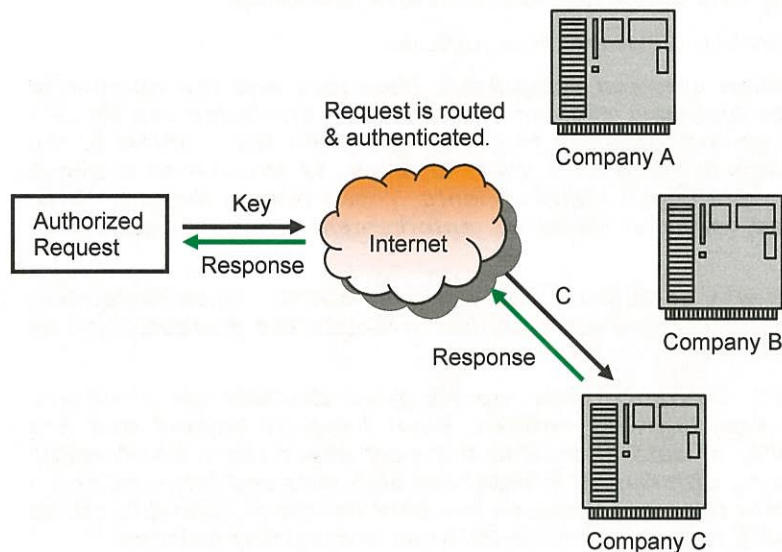 Company A
Request is routed
& authenticated.
Authorized
Request
Key
Response
Internet
C
Response
Company B
Company C